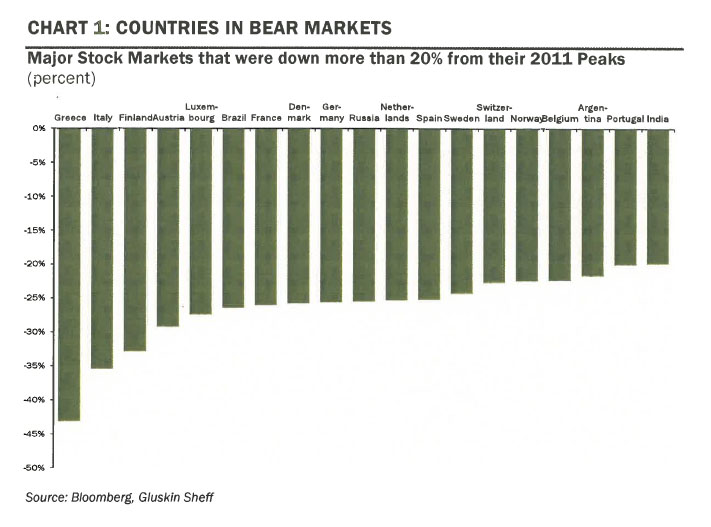 CHART 1: COUNTRIES IN BEAR MARKETS
Major Stock Markets that were down more than 20% from their 2011 Peaks
(percent)
Greece Italy Finland Austria Luxem-bourg Brazil France Den-mark Ger-many Russia Nether-lands Spain Sweden Switzer-land Norway Belgium Argen-tina Portugal India
0%
-5%
-10%
-15%
-20%
-25%
-30%
-35%
-40%
-45%
-50%
Source: Bloomberg, Gluskin Sheff